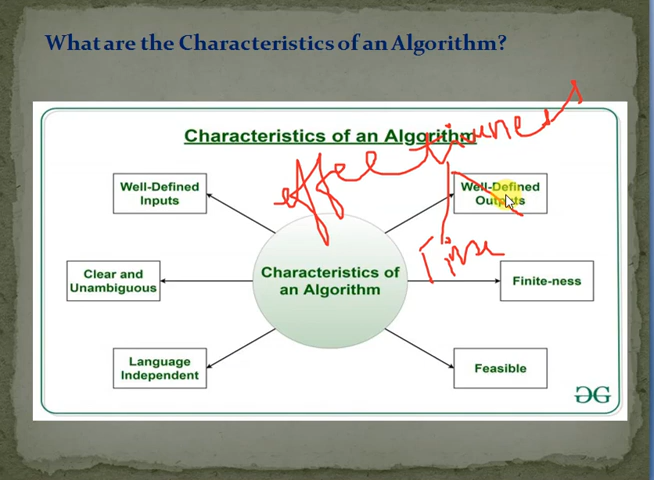 What are the Characteristics of an Algorithm?
Characteristics of an Algorithm
effectiveness
Well-Defined
Inputs
Well-Defined
Outputs
Time
Clear and
Unambiguous
Characteristics of
an Algorithm
Finite-ness
Language
Independent
Feasible